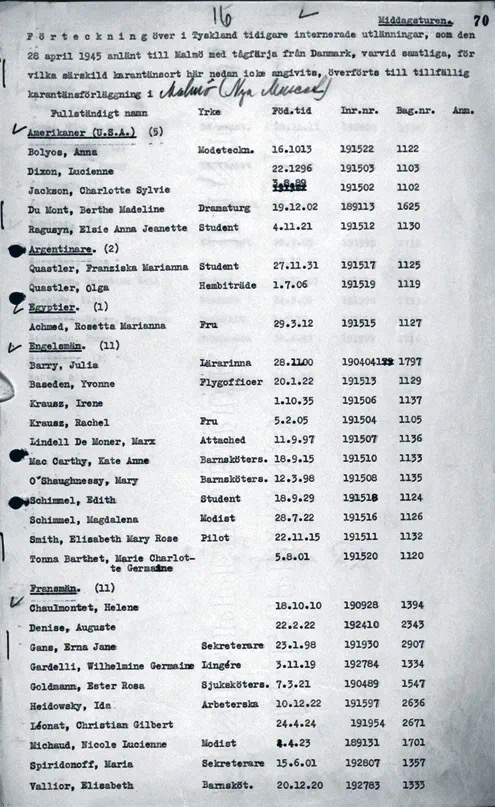 116
Middagsturen. 70
Förteckning över i Tyskland tidigare internerade utlänningar, som den
28 april 1945 anlänt till Malmö med tågfärja från Danmark, varvid samtliga, för
vilka särskild karantänsort här nedan icke angivits, överförts till tillfällig
karantänsförläggning i Malmö (Nya Museet)
Fullständigt namn Yrke Föd.tid Inr.nr. Bag.nr. Anm.
Amerikaner (U.S.A.) (5)
Bolyos, Anna Modeteckn. 16.1013 191522 1122
Dixon, Lucienne 22.1296 191503 1103
Jackson, Charlotte Sylvie 3.8.89 191502 1102
Du Mont, Berthe Madeline Dramaturg 19.12.02 189113 1625
Ragusyn, Elsie Anna Jeanette Student 4.11.21 191512 1130
Argentinare. (2)
Quastler, Franziska Marianna Student 27.11.31 191517 1125
Quastler, Olga Hembiträde 1.7.06 191519 1119
Egyptier. (1)
Achmed, Rosetta Marianna Fru 29.3.12 191515 1127
Engelsmän. (11)
Barry, Julia Lärarinna 28.1100 190404 1797
Baseden, Yvonne Flygofficer 20.1.22 191513 1129
Krausz, Irene 1.10.35 191506 1137
Krausz, Rachel Fru 5.2.05 191504 1105
Lindell De Moner, Marx Attached 11.9.97 191507 1136
Mac Carthy, Kate Anne Barnsköters. 18.9.15 191510 1133
O'Shaughnessy, Mary Barnsköters. 12.3.98 191508 1135
Schimmel, Edith Student 18.9.29 191518 1124
Schimmel, Magdalena Modist 28.7.22 191516 1126
Smith, Elisabeth Mary Rose Pilot 22.11.15 191511 1132
Tonna Barthet, Marie Charlot- 5.8.01 191520 1120
te Germaine
Fransmän. (11)
Chaulmontet, Helene 18.10.10 190928 1394
Denise, Auguste 22.2.22 192410 2343
Gans, Erna Jane Sekreterare 23.1.98 191930 2907
Gardelli, Wilhelmine Germaine Lingére 3.11.19 192784 1334
Goldmann, Ester Rosa Sjuksköters. 7.3.21 190489 1547
Heidowsky, Ida Arbeterska 10.12.22 191597 2636
Léonat, Christian Gilbert 24.4.24 191954 2671
Michaud, Nicole Lucienne Modist .4.23 189131 1701
Spiridonoff, Maria Sekreterare 15.6.01 192807 1357
Vallior, Elisabeth Barnsköt. 20.12.20 192783 1333